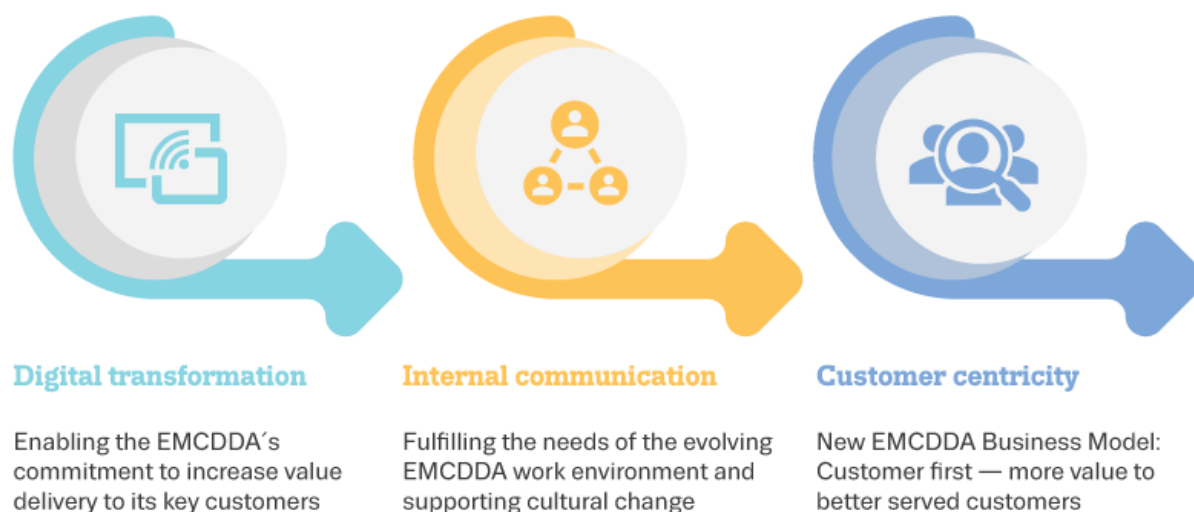 Digital transformation
Enabling the EMCDDA´s
commitment to increase value
delivery to its key customers
Internal communication
Fulfilling the needs of the evolving
EMCDDA work environment and
supporting cultural change
Customer centricity
New EMCDDA Business Model:
Customer first — more value to
better served customers